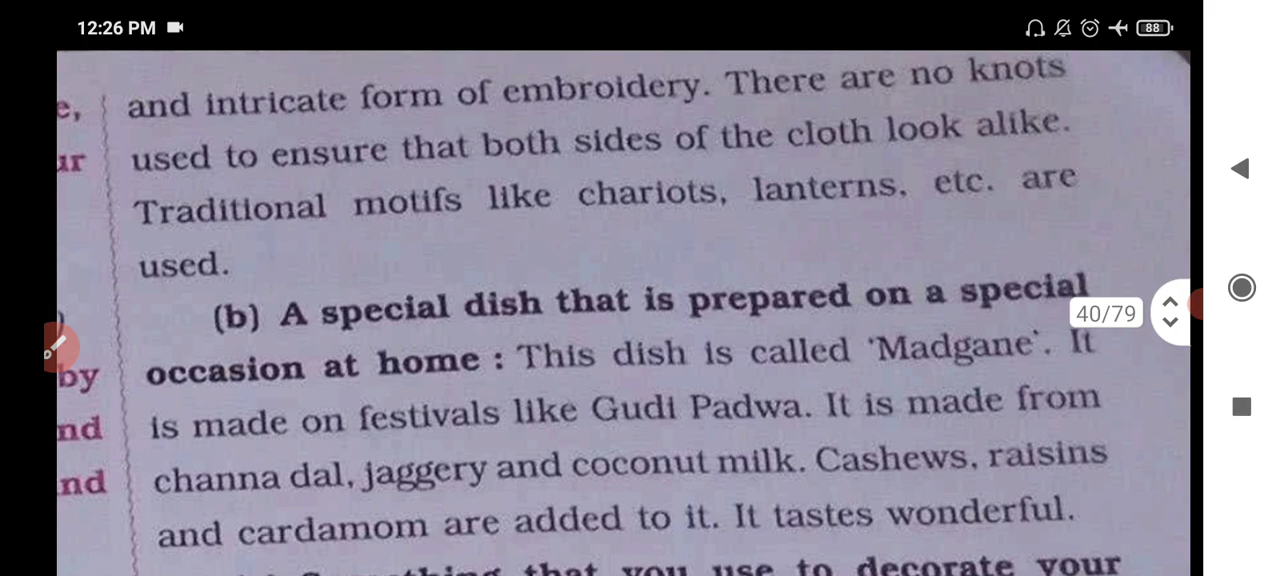 12:26 PM
88
e,
ur
and intricate form of embroidery. There are no knots
used to ensure that both sides of the cloth look alike.
Traditional motifs like chariots, lanterns, etc. are
used.
(b) A special dish that is prepared on a special
40/79
by
nd
nd
occasion at home : This dish is called ‘Madgane‵. It
is made on festivals like Gudi Padwa. It is made from
channa dal, jaggery and coconut milk. Cashews, raisins
and cardamom are added to it. It tastes wonderful.
that you use to decorate your